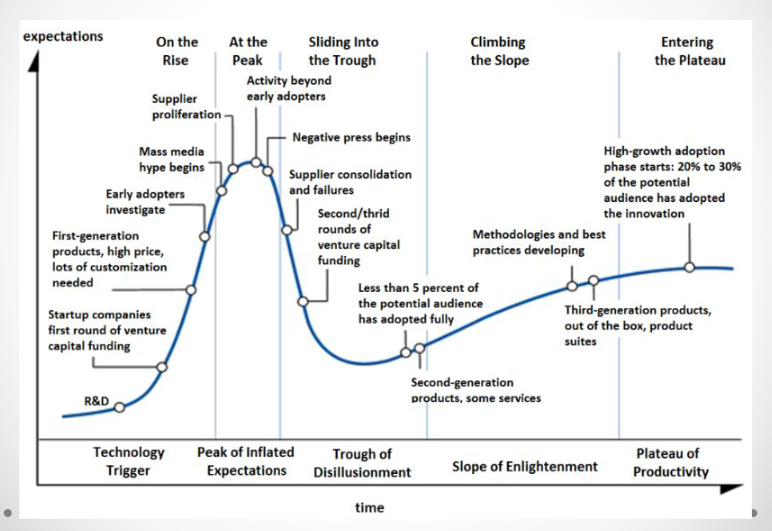 expectations
On the
Rise
At the
Peak
Sliding Into
the Trough
Climbing
the Slope
Entering
the Plateau
Activity beyond
early adopters
Supplier
proliferation
Negative press begins
Mass media
hype begins
High-growth adoption
phase starts: 20% to 30%
of the potential
audience has adopted
the innovation
Supplier consolidation
and failures
Early adopters
investigate
Second/thrid
rounds of
venture capital
funding
First-generation
products, high price,
lots of customization
needed
Methodologies and best
practices developing
Less than 5 percent of
the potential audience
has adopted fully
Startup companies
first round of venture
capital funding
Third-generation products,
out of the box, product
suites
Second-generation
products, some services
R&D
Technology
Trigger
Peak of Inflated
Expectations
Trough of
Disillusionment
Slope of Enlightenment
Plateau of
Productivity
time